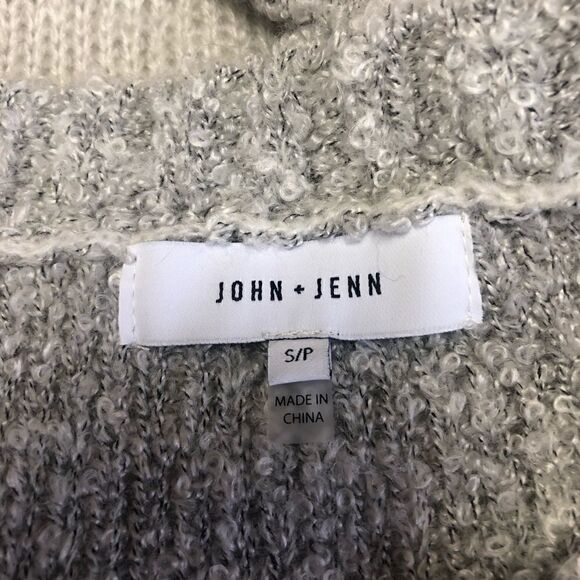 JOHN + JENN
S/P
MADE IN
CHINA